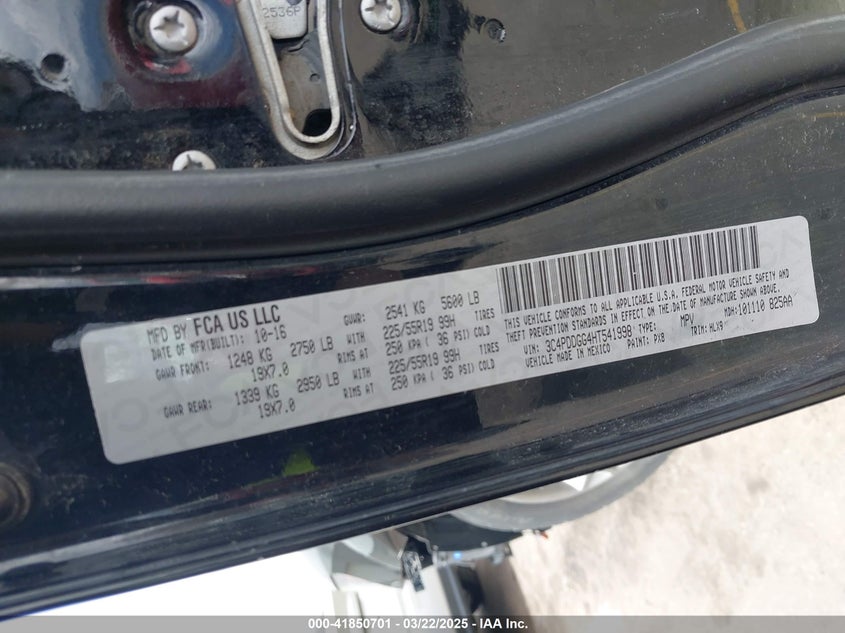 2536P
MFD BY FCA US LLC
DATE OF MFR(BUILT): 10-16 GVWR: 2541 KG 5600 LB
GAWR FRONT: 1248 KG 2750 LB 225/55R19 99H TIRES
19X7.0 RIMS AT 250 KPA ( 36 PSI) COLD
GAWR REAR: 1339 KG 2950 LB 225/55R19 99H TIRES
19X7.0 RIMS AT 250 KPA ( 36 PSI) COLD
THIS VEHICLE CONFORMS TO ALL APPLICABLE U.S.A. FEDERAL MOTOR VEHICLE SAFETY AND
THEFT PREVENTION STANDARDS IN EFFECT ON THE DATE OF MANUFACTURE SHOWN ABOVE.
VIN: 3C4PDDGG4HT541998 TYPE: MPV MDH:101110 825AA
VEHICLE MADE IN MEXICO PAINT: PX8 TRIM: HLX9
000-41850701 - 03/22/2025 - IAA Inc.